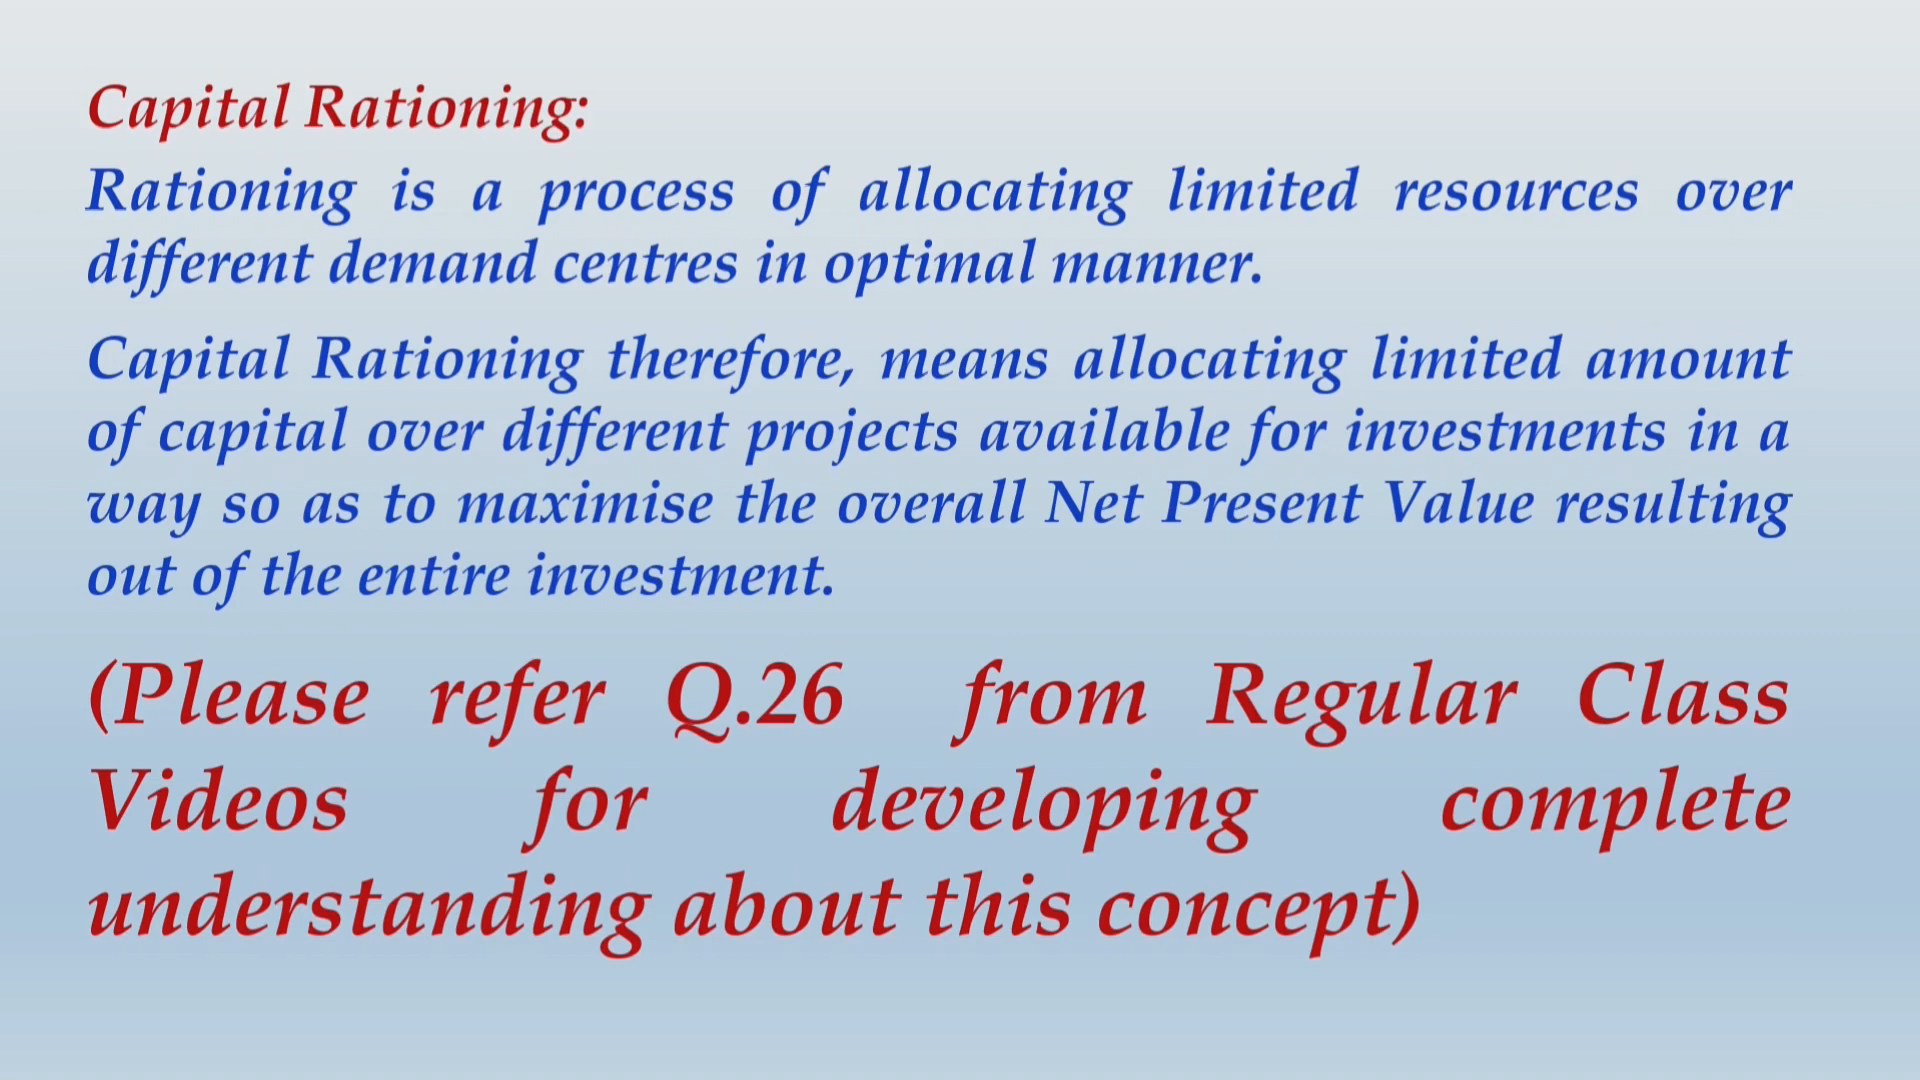 Capital Rationing:
Rationing is a process of allocating limited resources over
different demand centres in optimal manner.
Capital Rationing therefore, means allocating limited amount
of capital over different projects available for investments in a
way so as to maximise the overall Net Present Value resulting
out of the entire investment.
(Please refer Q.26 from Regular Class
Videos for developing complete
understanding about this concept)